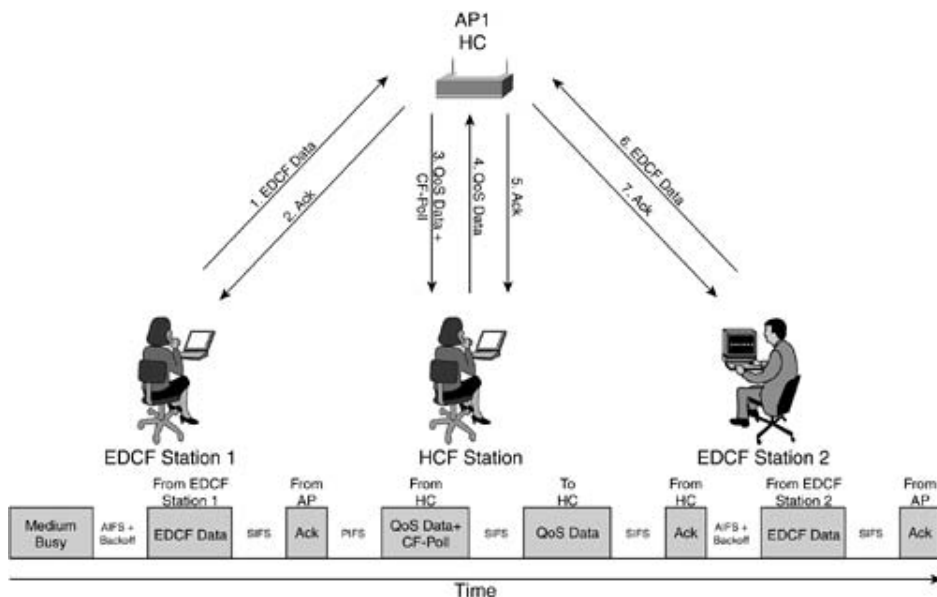 AP1
HC
1. EDCF Data
2. Ack
3. QoS Data +
CF-Poll
4. QoS Data
5. Ack
6. EDCF Data
7. Ack
EDCF Station 1
HCF Station
EDCF Station 2
From EDCF
Station 1
From
AP
From
HC
To
HC
From
HC
From EDCF
Station 2
From
AP
Medium
Busy
AIFS +
Backoff
EDCF Data
SIFS
Ack
PIFS
QoS Data+
CF-Poll
SIFS
QoS Data
SIFS
Ack
AIFS +
Backoff
EDCF Data
SIFS
Ack
Time